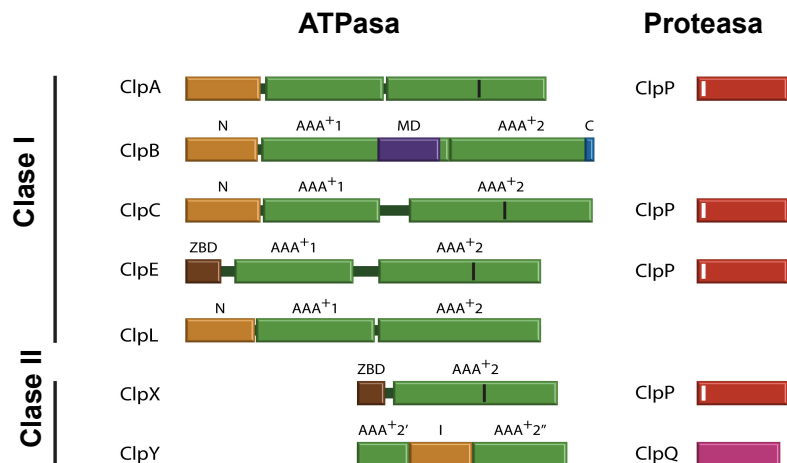 ATPasa Proteasa
Clase I
ClpA ClpP
N AAA+1 MD AAA+2 C
ClpB
N AAA+1 AAA+2
ClpC ClpP
ZBD AAA+1 AAA+2
ClpE ClpP
N AAA+1 AAA+2
ClpL
Clase II
ZBD AAA+2
ClpX ClpP
AAA+2' I AAA+2"
ClpY ClpQ